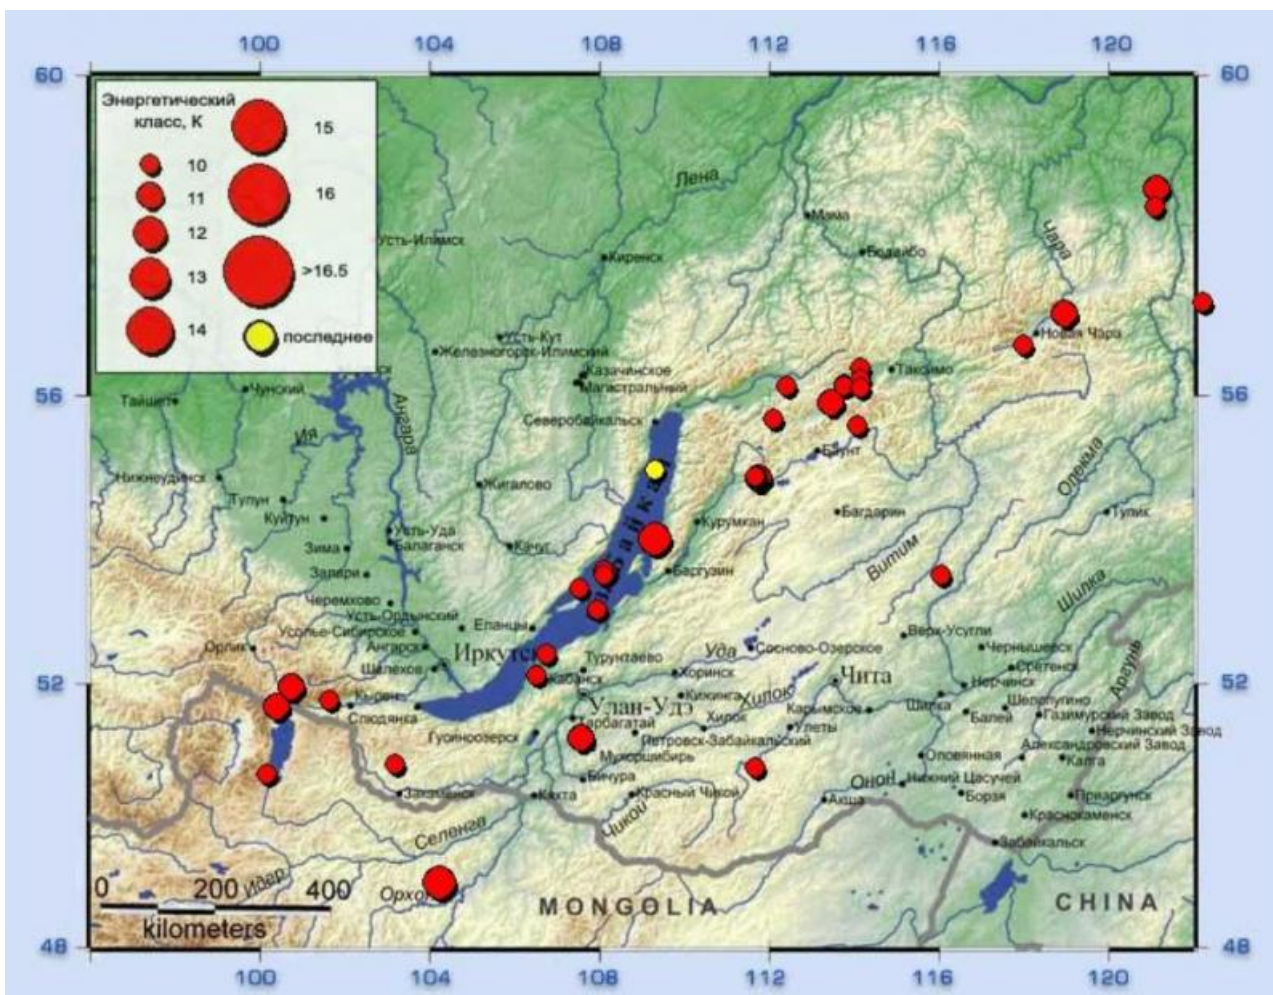 100 104 108 112 116 120
60 60
Энергетический
класс, К
15
10
16
11
12
>16.5
13
14
последнее
Лена
Мама
Усть-Илимск
Чара
Бодайбо
Киренск
Усть-Кут
Новая Чара
Железногорск-Илимский
Казачинское
Таксимо
Магистральный
Чунский
56 56
Тайшет
Ангара
Северобайкальск
Ия
Баунт
Олекма
Нижнеудинск
Жигалово
Тулун
Байкал
Куйтун
Курумкан
Багдарин
Тупик
Усть-Уда
Балаганск
Зима
Качуг
Витим
Залари
Баргузин
Шилка
Черемхово
Усть-Ордынский
Еланцы
Усолье-Сибирское
Верх-Усугли
Орлик
Ангарск
Иркутск
Турунтаево
Уда
Сосново-Озерское
Чернышевск
Аргунь
Шелехов
Хоринск
Сретенск
Кабанск
Чита
Нерчинск
52 52
Кырен
Кижинга
Хилок
Шилка
Шелопугино
Слюдянка
Улан-Удэ
Карымское
Балей
Газимурский Завод
Тарбагатай
Хилок
Улеты
Нерчинский Завод
Гусиноозерск
Петровск-Забайкальский
Александровский Завод
Мухоршибирь
Оловянная
Калга
Бичура
Онон
Нижний Цасучей
Закаменск
Кяхта
Красный Чикой
Акша
Борзя
Приаргунск
Чикой
Краснокаменск
Селенга
Забайкальск
Идер
Орхон
0 200 400
kilometers
MONGOLIA
CHINA
48 48
100 104 108 112 116 120